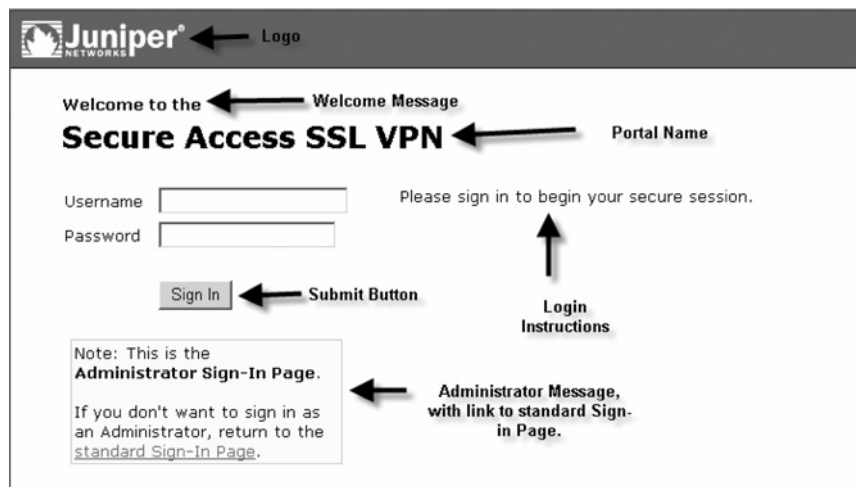 Juniper®
NETWORKS
Logo
Welcome to the
Welcome Message
Secure Access SSL VPN
Portal Name
Username
Please sign in to begin your secure session.
Password
Sign In
Submit Button
Login
Instructions
Note: This is the
Administrator Sign-In Page.
If you don't want to sign in as
an Administrator, return to the
standard Sign-In Page.
Administrator Message,
with link to standard Sign-
in Page.